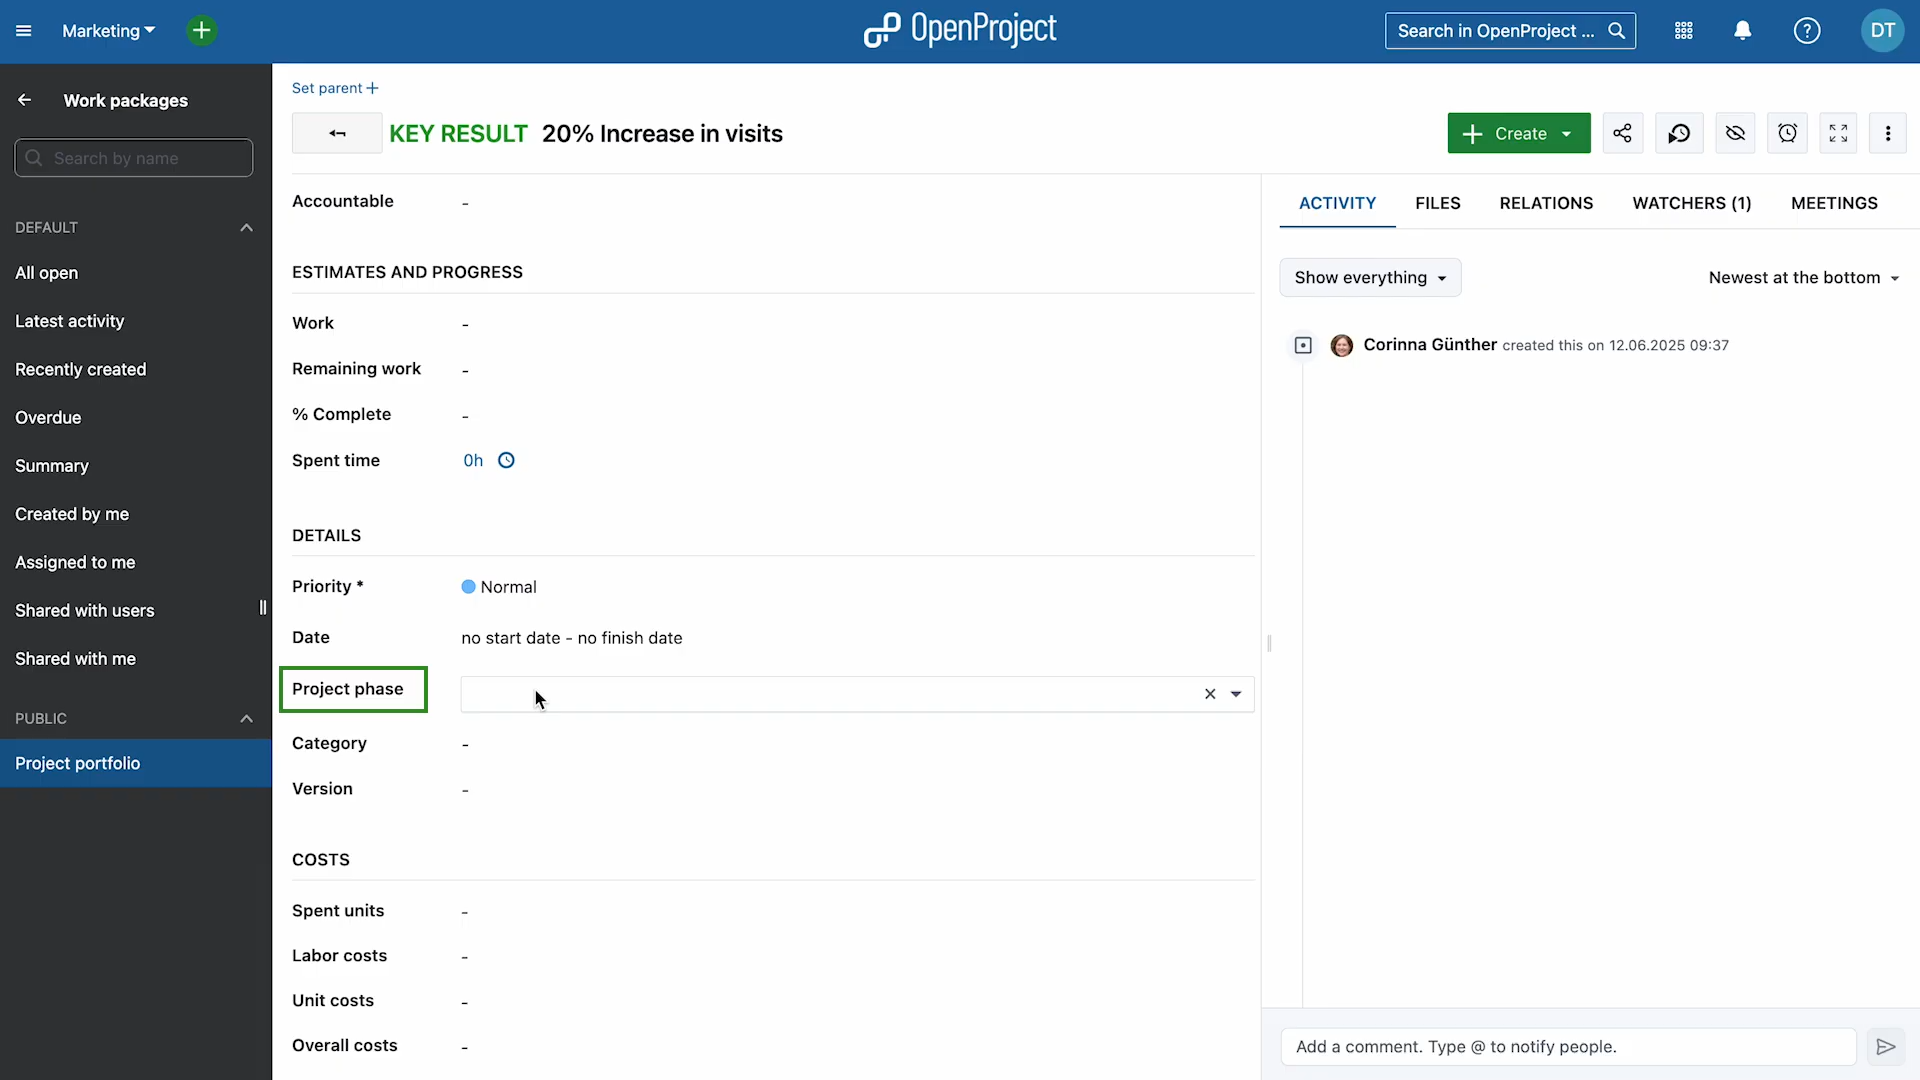 Marketing
OpenProject
Search in OpenProject ...
DT
Work packages
Search by name
DEFAULT
All open
Latest activity
Recently created
Overdue
Summary
Created by me
Assigned to me
Shared with users
Shared with me
PUBLIC
Project portfolio
Set parent +
KEY RESULT 20% Increase in visits
+ Create
Accountable -
ESTIMATES AND PROGRESS
Work -
Remaining work -
% Complete -
Spent time 0h
DETAILS
Priority * Normal
Date no start date - no finish date
Project phase
Category -
Version -
COSTS
Spent units -
Labor costs -
Unit costs -
Overall costs -
ACTIVITY FILES RELATIONS WATCHERS (1) MEETINGS
Show everything Newest at the bottom
Corinna Günther created this on 12.06.2025 09:37
Add a comment. Type @ to notify people.